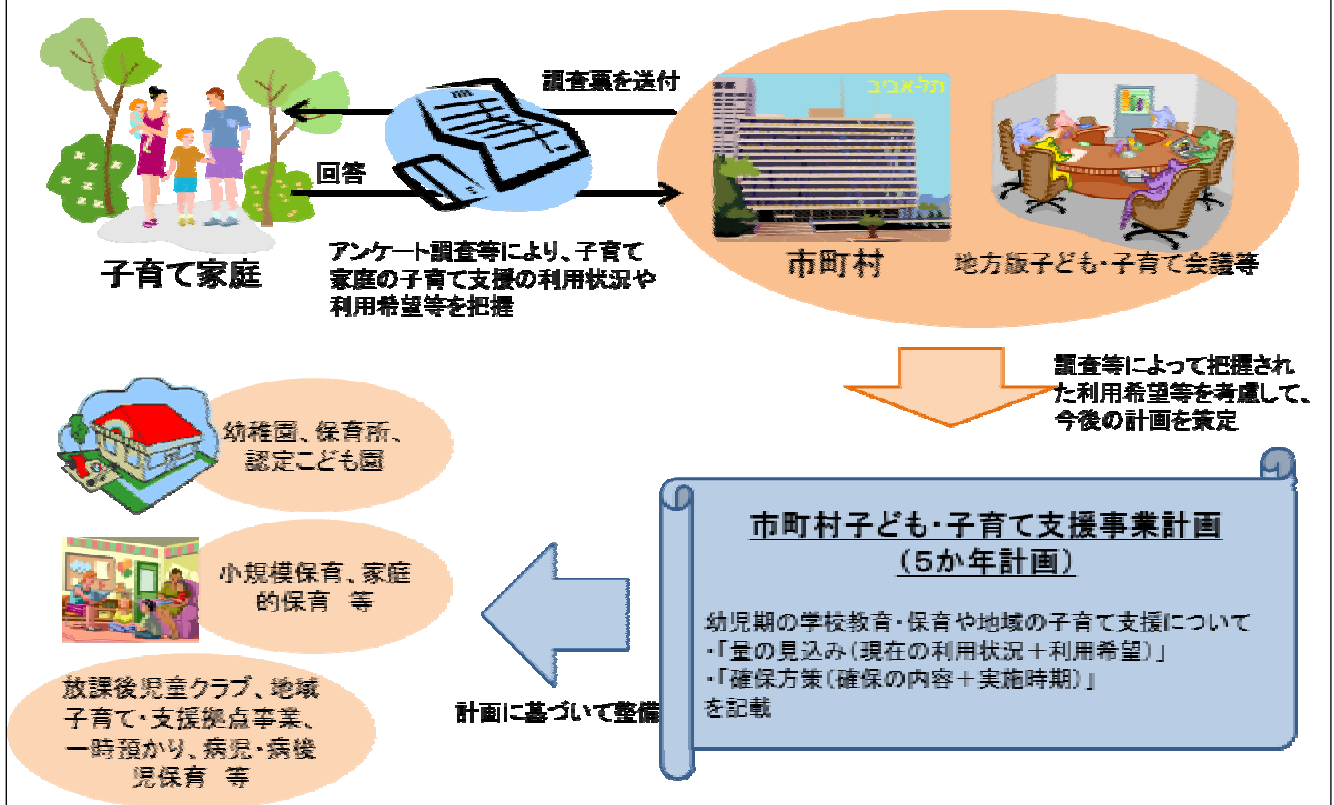 調査票を送付
תל-אביב
回答
子育て家庭
アンケート調査等により、子育て
家庭の子育て支援の利用状況や
利用希望等を把握
市町村
地方版子ども・子育て会議等
調査等によって把握され
た利用希望等を考慮して、
今後の計画を策定
市町村子ども・子育て支援事業計画
（５か年計画）
幼児期の学校教育・保育や地域の子育て支援について
・「量の見込み（現在の利用状況＋利用希望）」
・「確保方策（確保の内容＋実施時期）」
を記載
計画に基づいて整備
幼稚園、保育所、
認定こども園
小規模保育、家庭
的保育　等
放課後児童クラブ、地域
子育て・支援拠点事業、
一時預かり、病児・病後
児保育　等